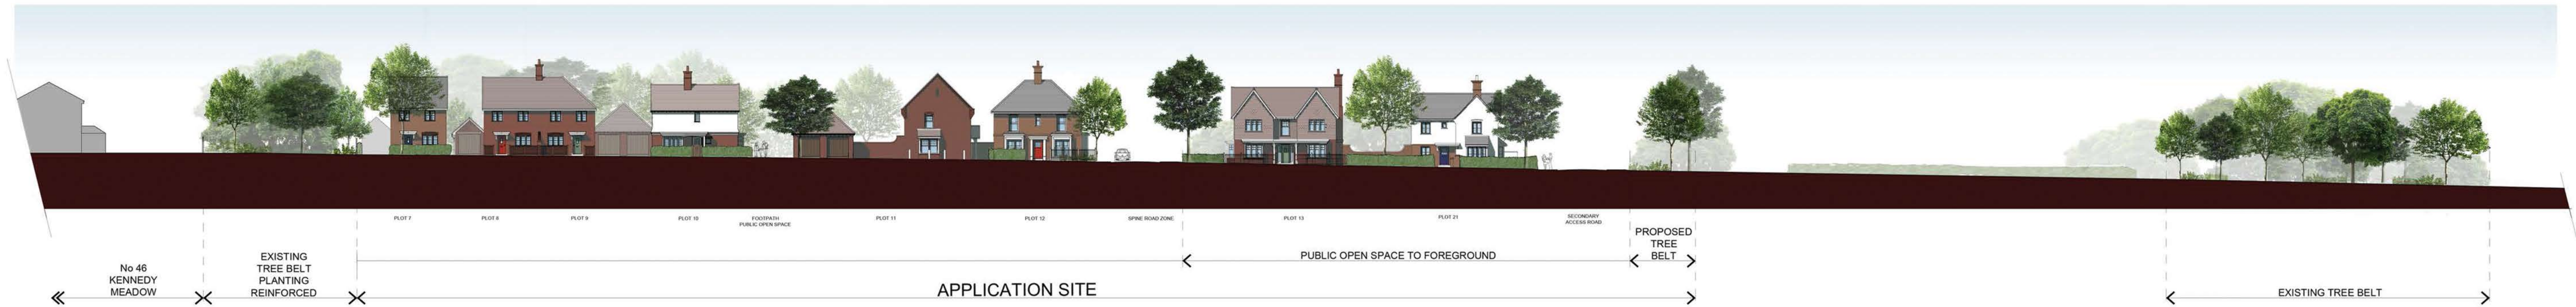 PLOT 7
PLOT 8
PLOT 9
PLOT 10
FOOTPATH
PUBLIC OPEN SPACE
PLOT 11
PLOT 12
SPINE ROAD ZONE
PLOT 13
PLOT 21
SECONDARY
ACCESS ROAD
No 46
KENNEDY
MEADOW
EXISTING
TREE BELT
PLANTING
REINFORCED
PUBLIC OPEN SPACE TO FOREGROUND
PROPOSED
TREE
BELT
APPLICATION SITE
EXISTING TREE BELT